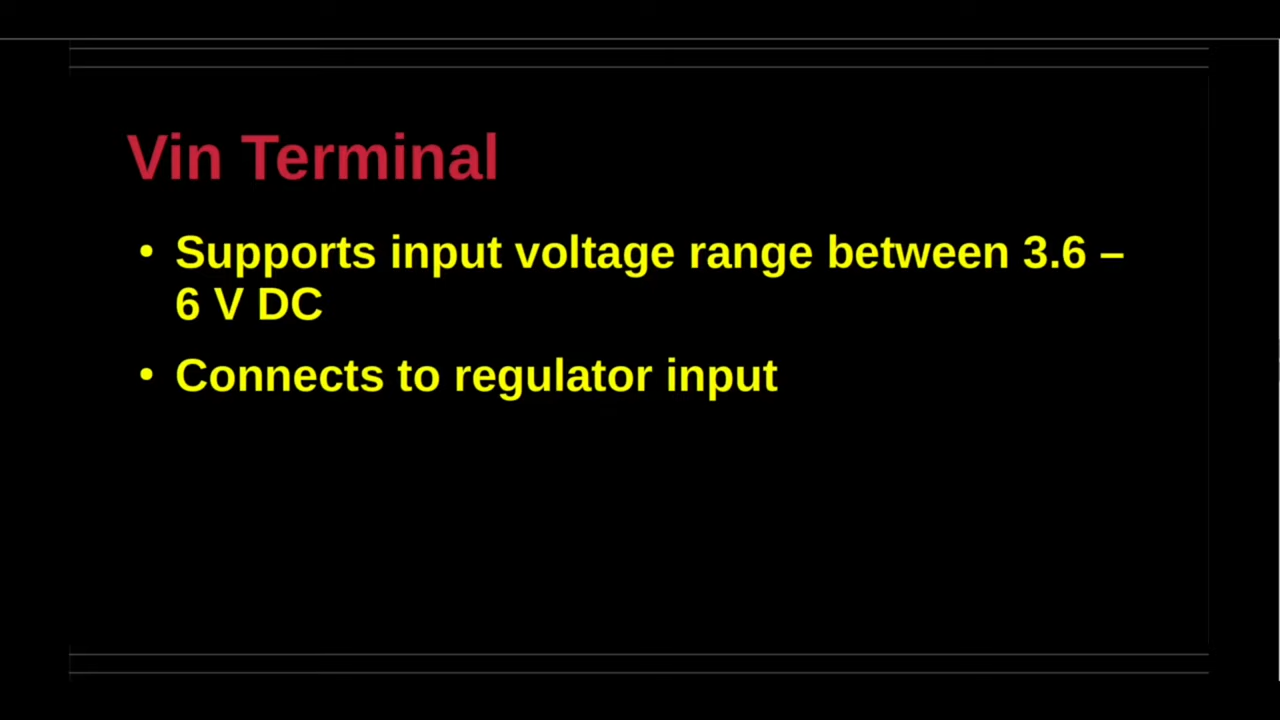 Vin Terminal
• Supports input voltage range between 3.6 –
6 V DC
• Connects to regulator input